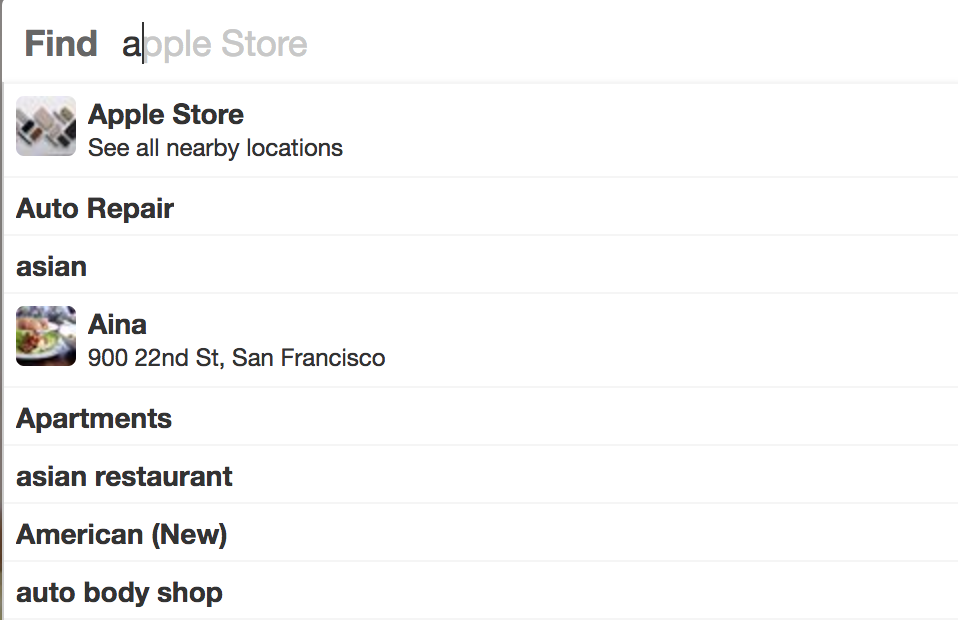 Find apple Store
Apple Store
See all nearby locations
Auto Repair
asian
Aina
900 22nd St, San Francisco
Apartments
asian restaurant
American (New)
auto body shop